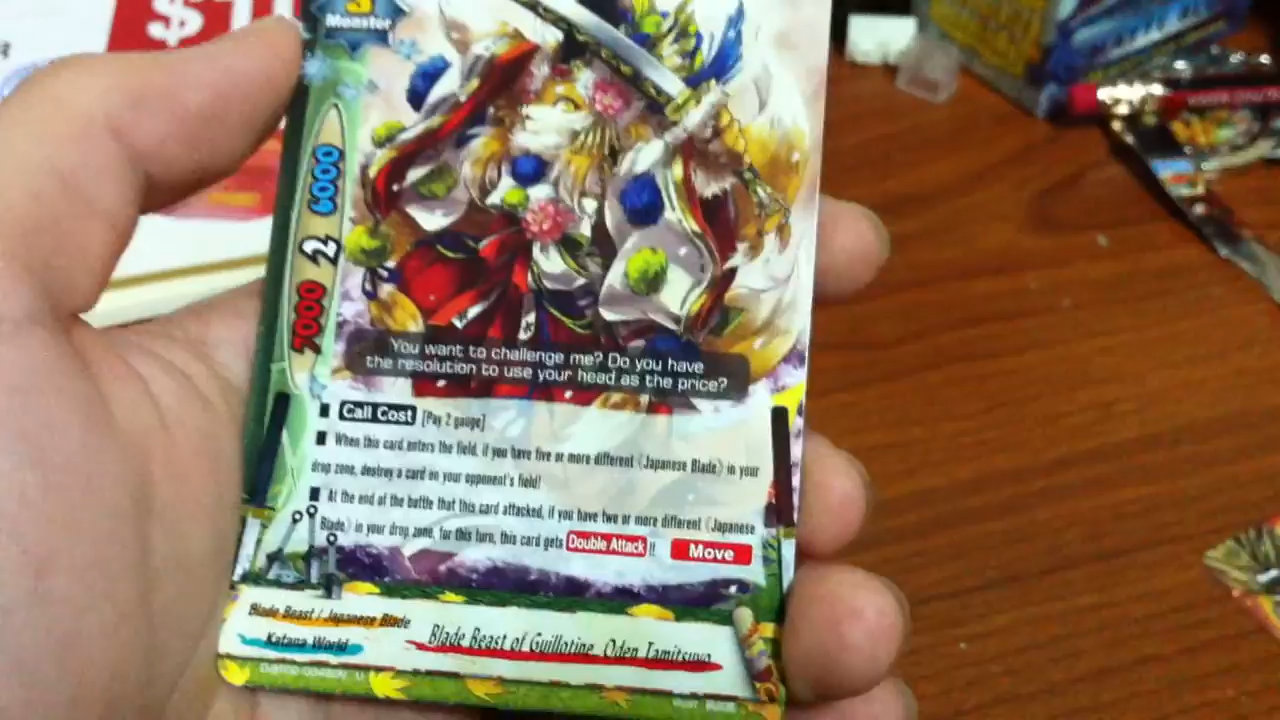 $1
3
Monster
6000
2
7000
You want to challenge me? Do you have
the resolution to use your head as the price?
■ Call Cost [Pay 2 gauge]
■ When this card enters the field, if you have five or more different 《Japanese Blade》 in your
drop zone, destroy a card on your opponent's field!
■ At the end of the battle that this card attacked, if you have two or more different 《Japanese
Blade》 in your drop zone, for this turn, this card gets Double Attack!! Move
Blade Beast / Japanese Blade
Katana World
Blade Beast of Guillotine, Oden Tamitsuyo